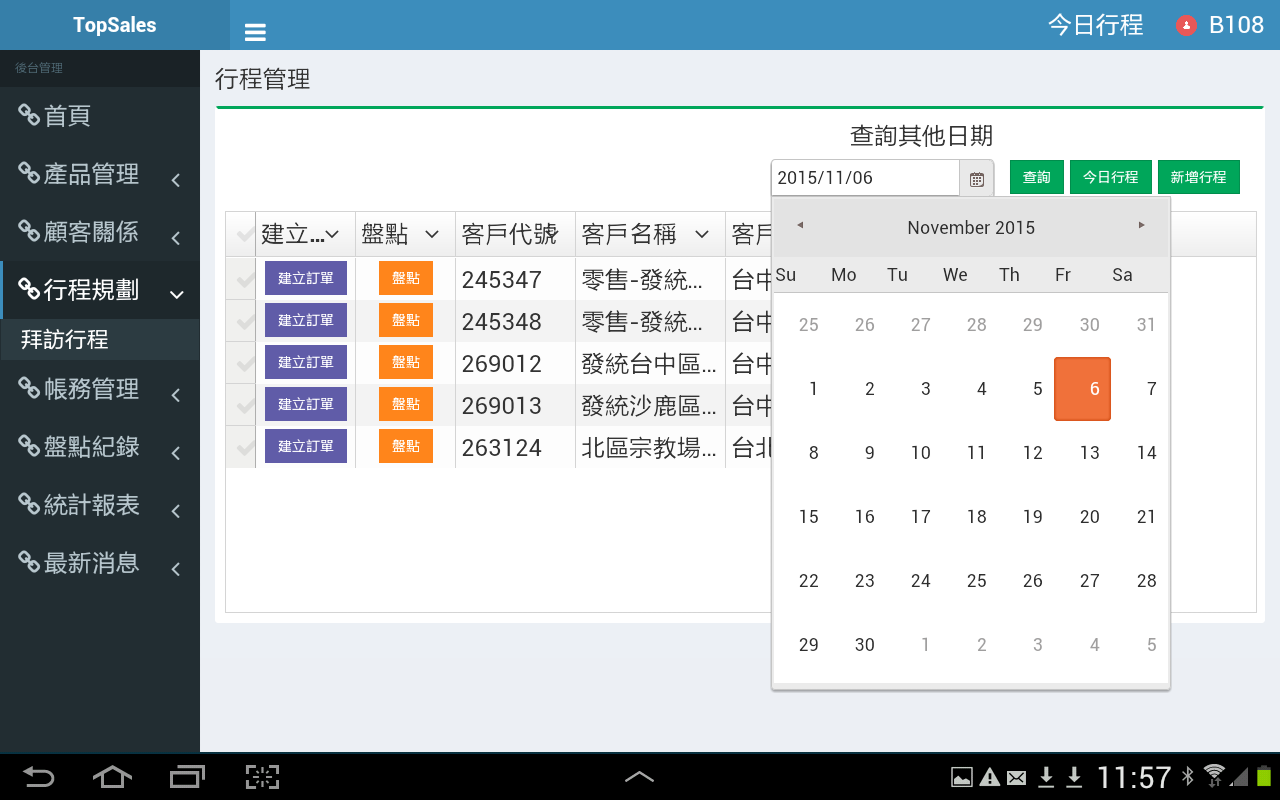 TopSales
今日行程 B108
後台管理
首頁
產品管理
顧客關係
行程規劃
拜訪行程
帳務管理
盤點紀錄
統計報表
最新消息
行程管理
查詢其他日期
2015/11/06 查詢 今日行程 新增行程
建立... 盤點 客戶代號 客戶名稱 客戶
建立訂單 盤點 245347 零售-發統... 台中
建立訂單 盤點 245348 零售-發統... 台中
建立訂單 盤點 269012 發統台中區... 台中
建立訂單 盤點 269013 發統沙鹿區... 台中
建立訂單 盤點 263124 北區宗教場... 台北
November 2015
Su Mo Tu We Th Fr Sa
25 26 27 28 29 30 31
1 2 3 4 5 6 7
8 9 10 11 12 13 14
15 16 17 18 19 20 21
22 23 24 25 26 27 28
29 30 1 2 3 4 5
11:57